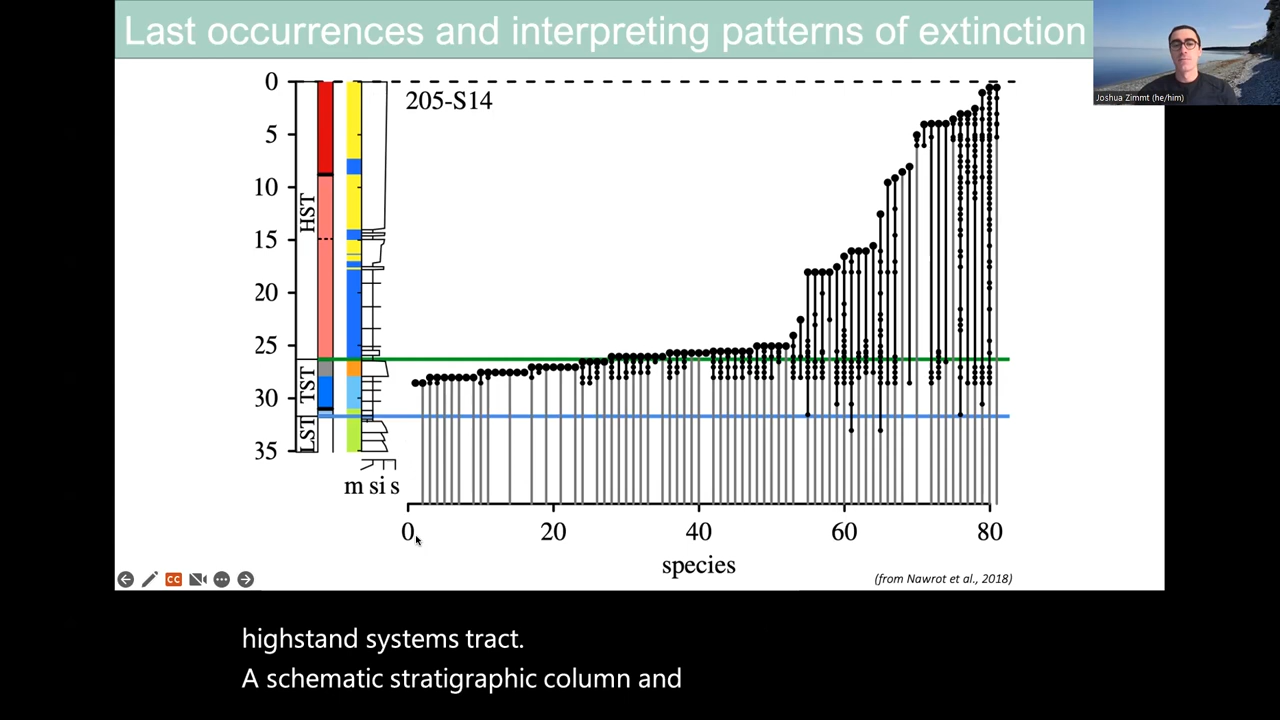 Last occurrences and interpreting patterns of extinction
Joshua Zimmt (he/him)
0
205-S14
5
10
HST
15
20
25
TST
30
LST
35
m si s
0 20 40 60 80
species
(from Nawrot et al., 2018)
CC
highstand systems tract.
A schematic stratigraphic column and